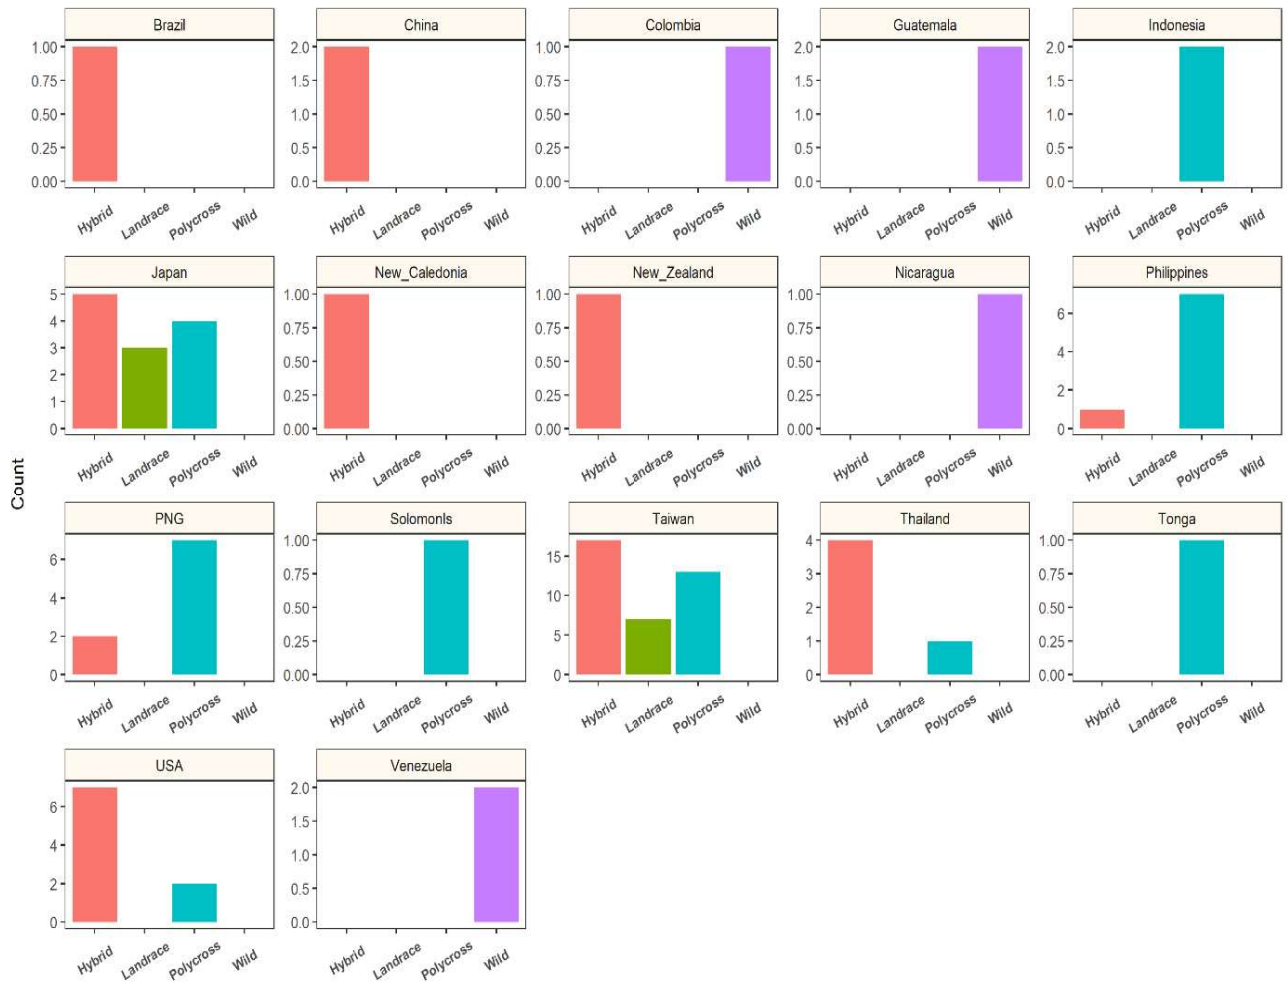 Brazil
China
Colombia
Guatemala
Indonesia
1.00
0.75
0.50
0.25
0.00
2.0
1.5
1.0
0.5
0.0
1.00
0.75
0.50
0.25
0.00
2.0
1.5
1.0
0.5
0.0
2.0
1.5
1.0
0.5
0.0
Hybrid Landrace Polycross Wild
Hybrid Landrace Polycross Wild
Hybrid Landrace Polycross Wild
Hybrid Landrace Polycross Wild
Hybrid Landrace Polycross Wild
Japan
New_Caledonia
New_Zealand
Nicaragua
Philippines
5
4
3
2
1
0
1.00
0.75
0.50
0.25
0.00
1.00
0.75
0.50
0.25
0.00
1.00
0.75
0.50
0.25
0.00
6
4
2
0
Hybrid Landrace Polycross Wild
Hybrid Landrace Polycross Wild
Hybrid Landrace Polycross Wild
Hybrid Landrace Polycross Wild
Hybrid Landrace Polycross Wild
Count
PNG
SolomonIs
Taiwan
Thailand
Tonga
6
4
2
0
1.00
0.75
0.50
0.25
0.00
15
10
5
0
4
3
2
1
0
1.00
0.75
0.50
0.25
0.00
Hybrid Landrace Polycross Wild
Hybrid Landrace Polycross Wild
Hybrid Landrace Polycross Wild
Hybrid Landrace Polycross Wild
Hybrid Landrace Polycross Wild
USA
Venezuela
6
4
2
0
2.0
1.5
1.0
0.5
0.0
Hybrid Landrace Polycross Wild
Hybrid Landrace Polycross Wild